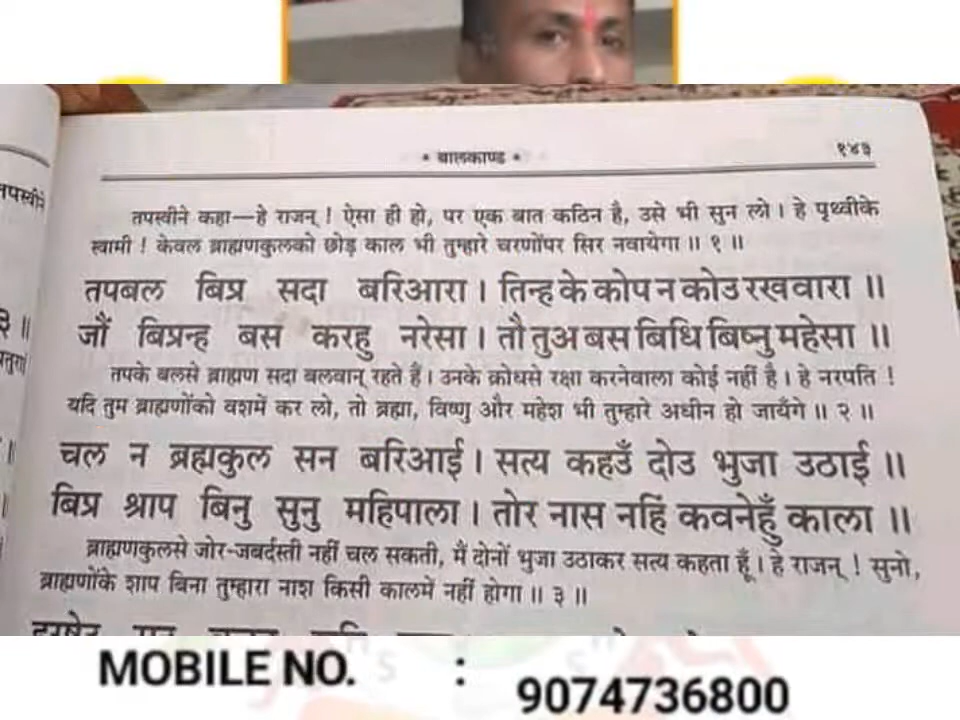 * बालकाण्ड *
१४३
तपस्वीने कहा—हे राजन् ! ऐसा ही हो, पर एक बात कठिन है, उसे भी सुन लो। हे पृथ्वीके
स्वामी ! केवल ब्राह्मणकुलको छोड़ काल भी तुम्हारे चरणोंपर सिर नवायेगा ॥ १ ॥
तपबल बिप्र सदा बरिआरा। तिन्ह के कोप न कोउ रखवारा ॥
जौं बिप्रन्ह बस करहु नरेसा। तौ तुअ बस बिधि बिष्नु महेसा ॥
तपके बलसे ब्राह्मण सदा बलवान् रहते हैं। उनके क्रोधसे रक्षा करनेवाला कोई नहीं है। हे नरपति !
यदि तुम ब्राह्मणोंको वशमें कर लो, तो ब्रह्मा, विष्णु और महेश भी तुम्हारे अधीन हो जायँगे ॥ २ ॥
चल न ब्रह्मकुल सन बरिआई। सत्य कहउँ दोउ भुजा उठाई ॥
बिप्र श्राप बिनु सुनु महिपाला। तोर नास नहिं कवनेहुँ काला ॥
ब्राह्मणकुलसे जोर-जबर्दस्ती नहीं चल सकती, मैं दोनों भुजा उठाकर सत्य कहता हूँ। हे राजन् ! सुनो,
ब्राह्मणोंके शाप बिना तुम्हारा नाश किसी कालमें नहीं होगा ॥ ३ ॥
MOBILE NO. : 9074736800